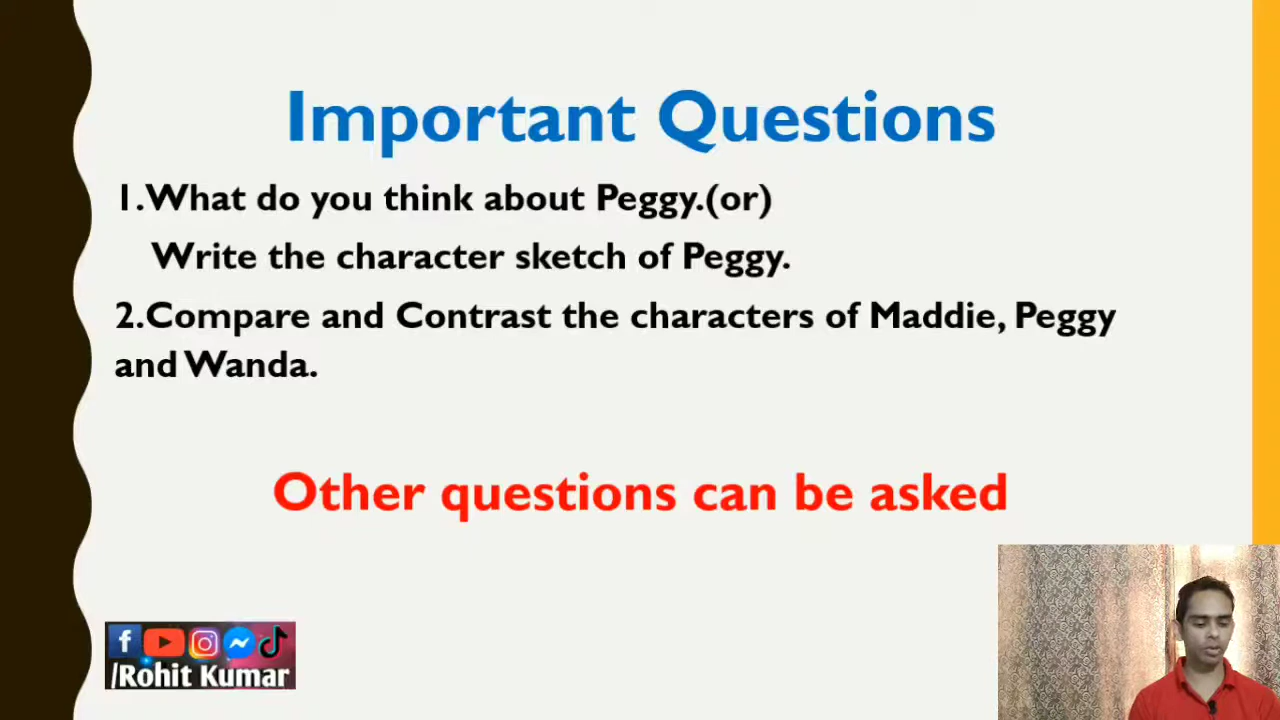 Important Questions
1.What do you think about Peggy.(or)
Write the character sketch of Peggy.
2.Compare and Contrast the characters of Maddie, Peggy
and Wanda.
Other questions can be asked
/Rohit Kumar